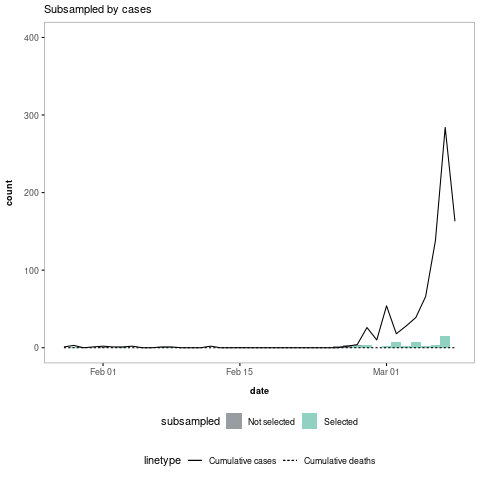 Subsampled by cases
400
300
200
100
0
count
Feb 01 Feb 15 Mar 01
date
subsampled Not selected Selected
linetype Cumulative cases Cumulative deaths